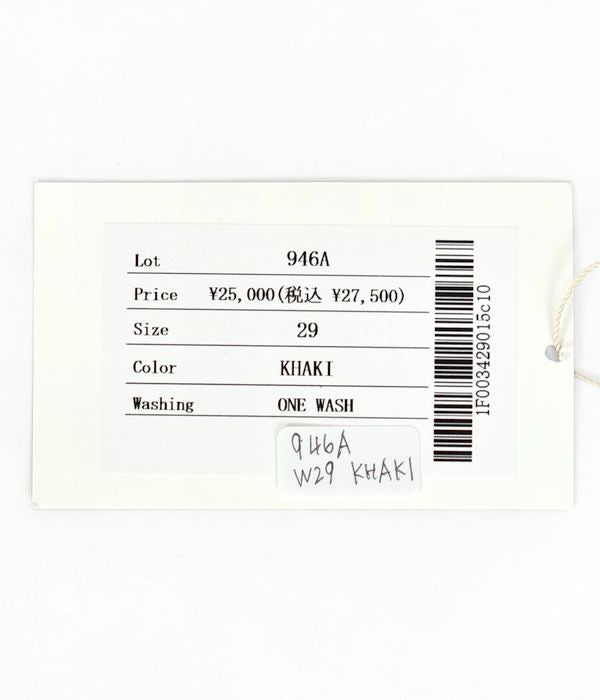 Lot 946A
Price ¥25,000(税込 ¥27,500)
Size 29
Color KHAKI
Washing ONE WASH
946A
W29 KHAKI
1F003429015c10